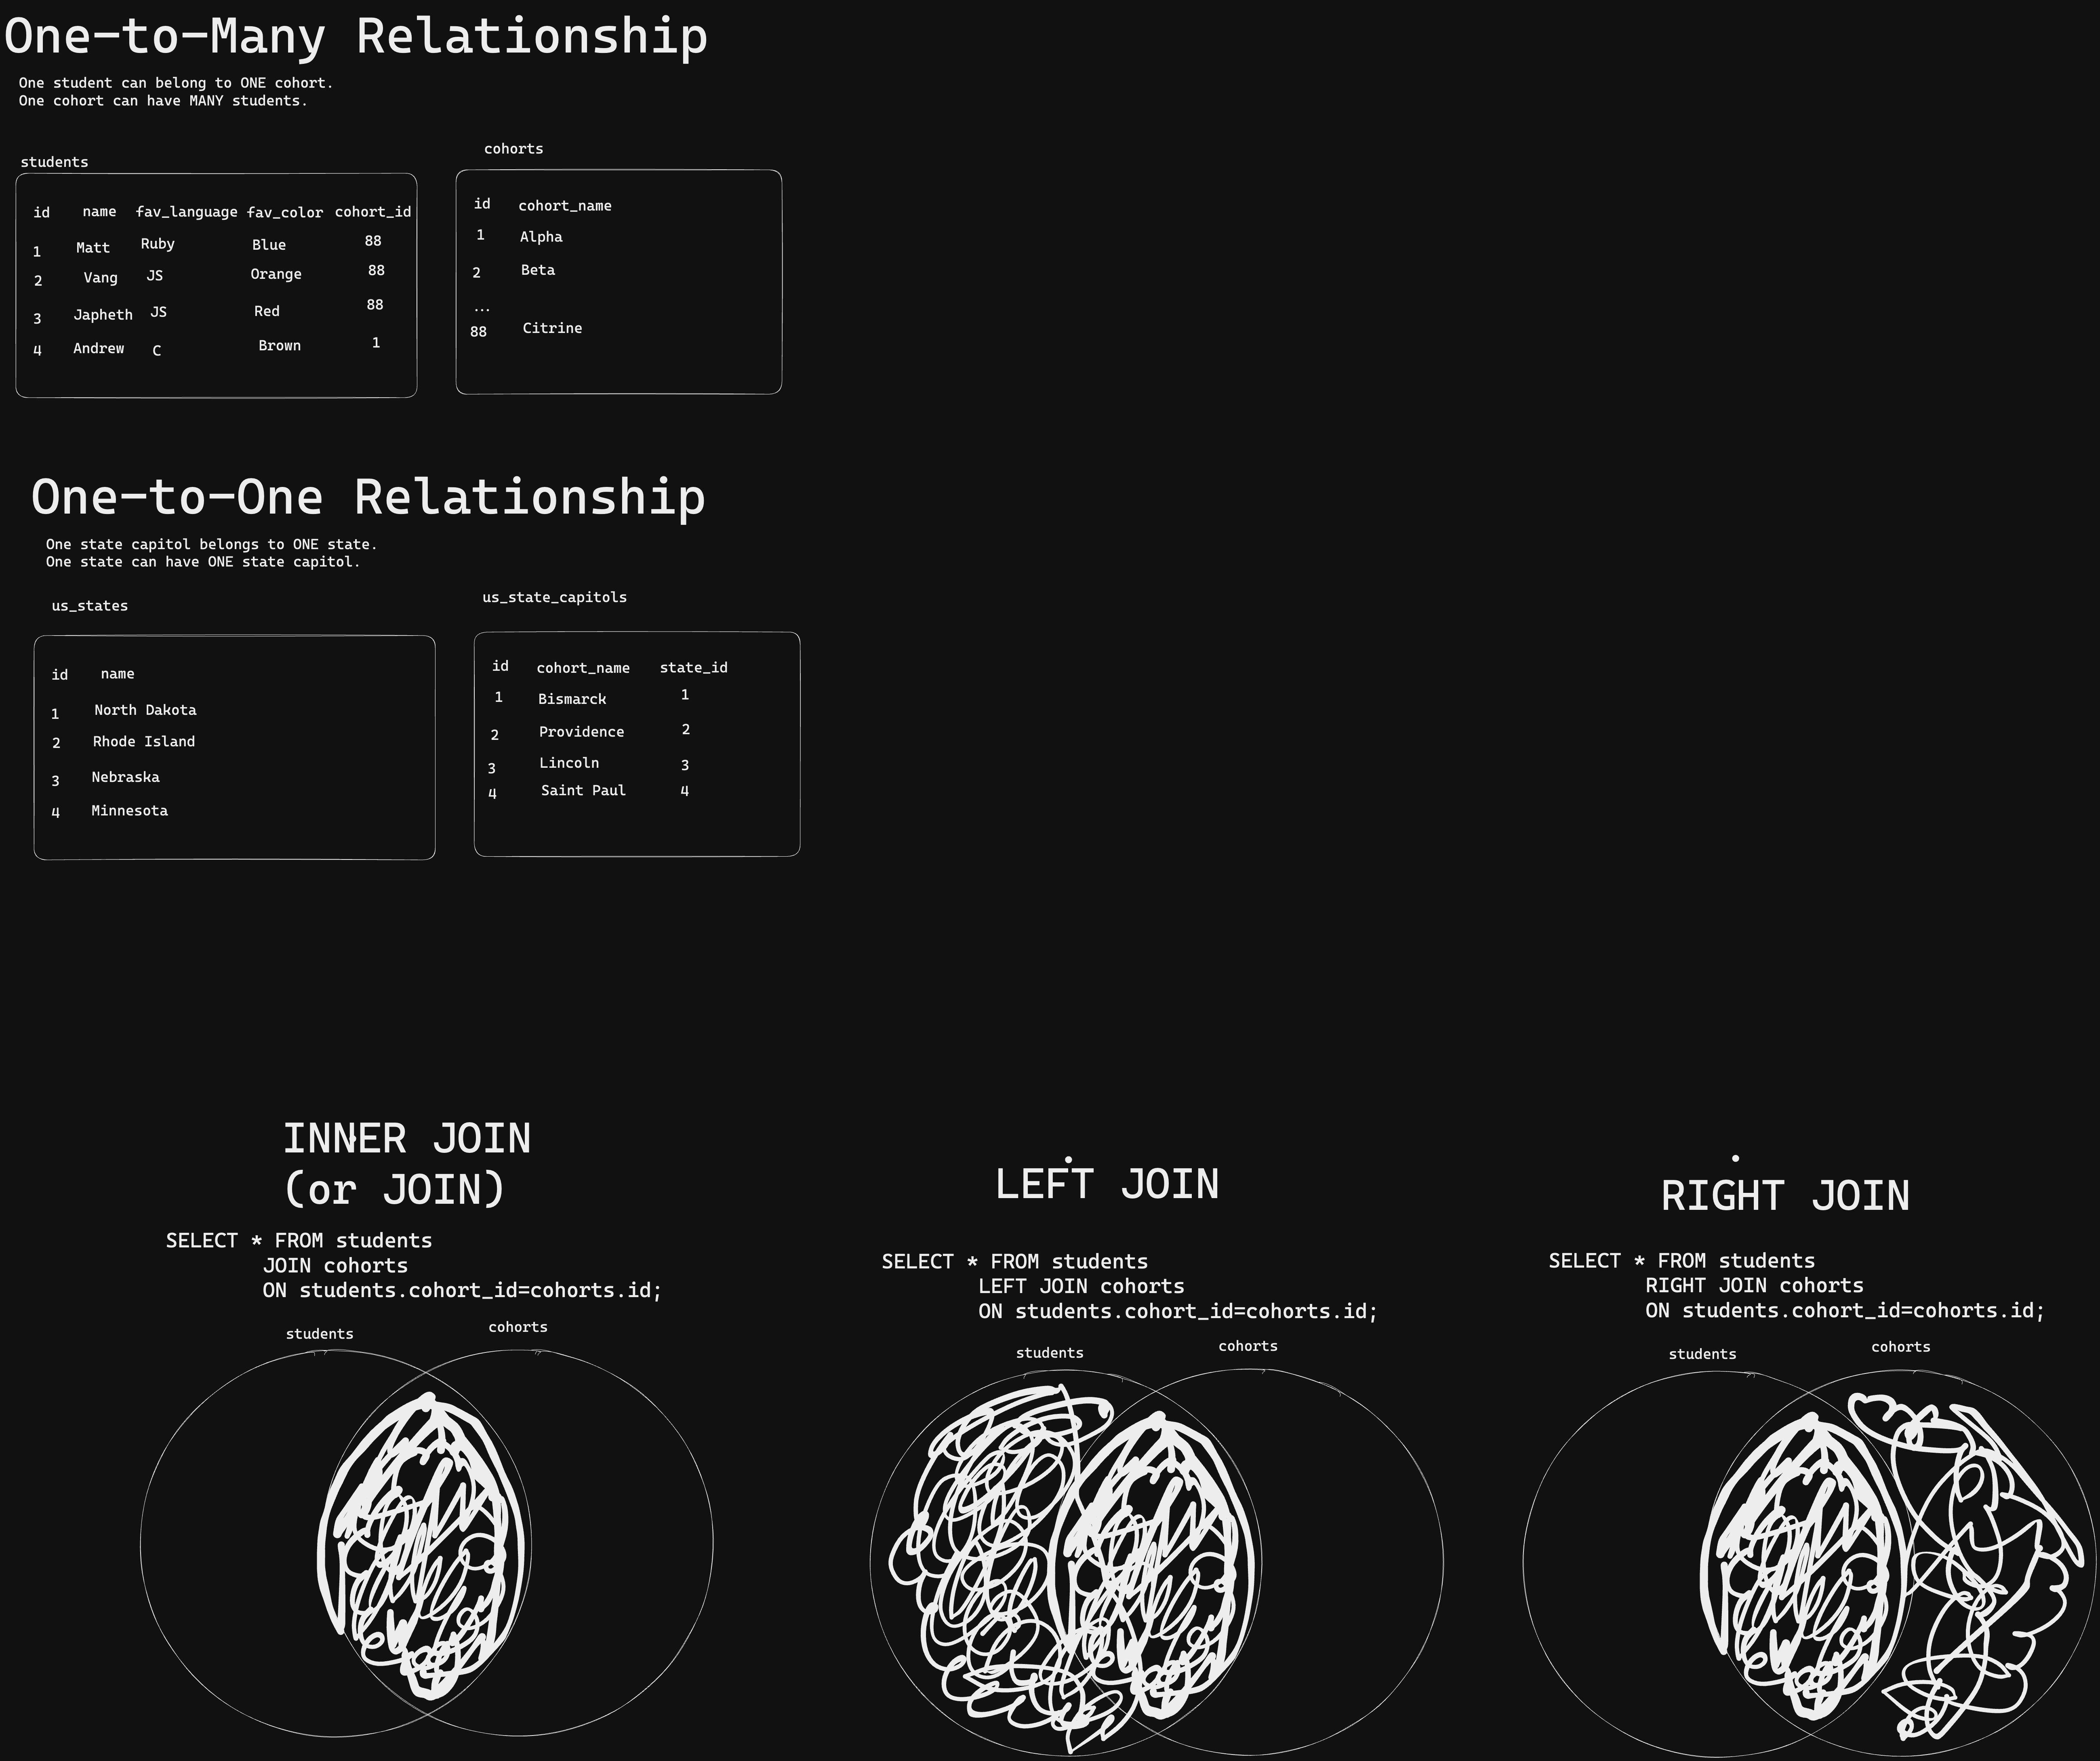 One-to-Many Relationship
One student can belong to ONE cohort.
One cohort can have MANY students.
students
id name fav_language fav_color cohort_id
1 Matt Ruby Blue 88
2 Vang JS Orange 88
3 Japheth JS Red 88
4 Andrew C Brown 1
cohorts
id cohort_name
1 Alpha
2 Beta
...
88 Citrine
One-to-One Relationship
One state capitol belongs to ONE state.
One state can have ONE state capitol.
us_states
id name
1 North Dakota
2 Rhode Island
3 Nebraska
4 Minnesota
us_state_capitols
id cohort_name state_id
1 Bismarck 1
2 Providence 2
3 Lincoln 3
4 Saint Paul 4
INNER JOIN
(or JOIN)
SELECT * FROM students
JOIN cohorts
ON students.cohort_id=cohorts.id;
students
cohorts
LEFT JOIN
SELECT * FROM students
LEFT JOIN cohorts
ON students.cohort_id=cohorts.id;
students
cohorts
RIGHT JOIN
SELECT * FROM students
RIGHT JOIN cohorts
ON students.cohort_id=cohorts.id;
students
cohorts